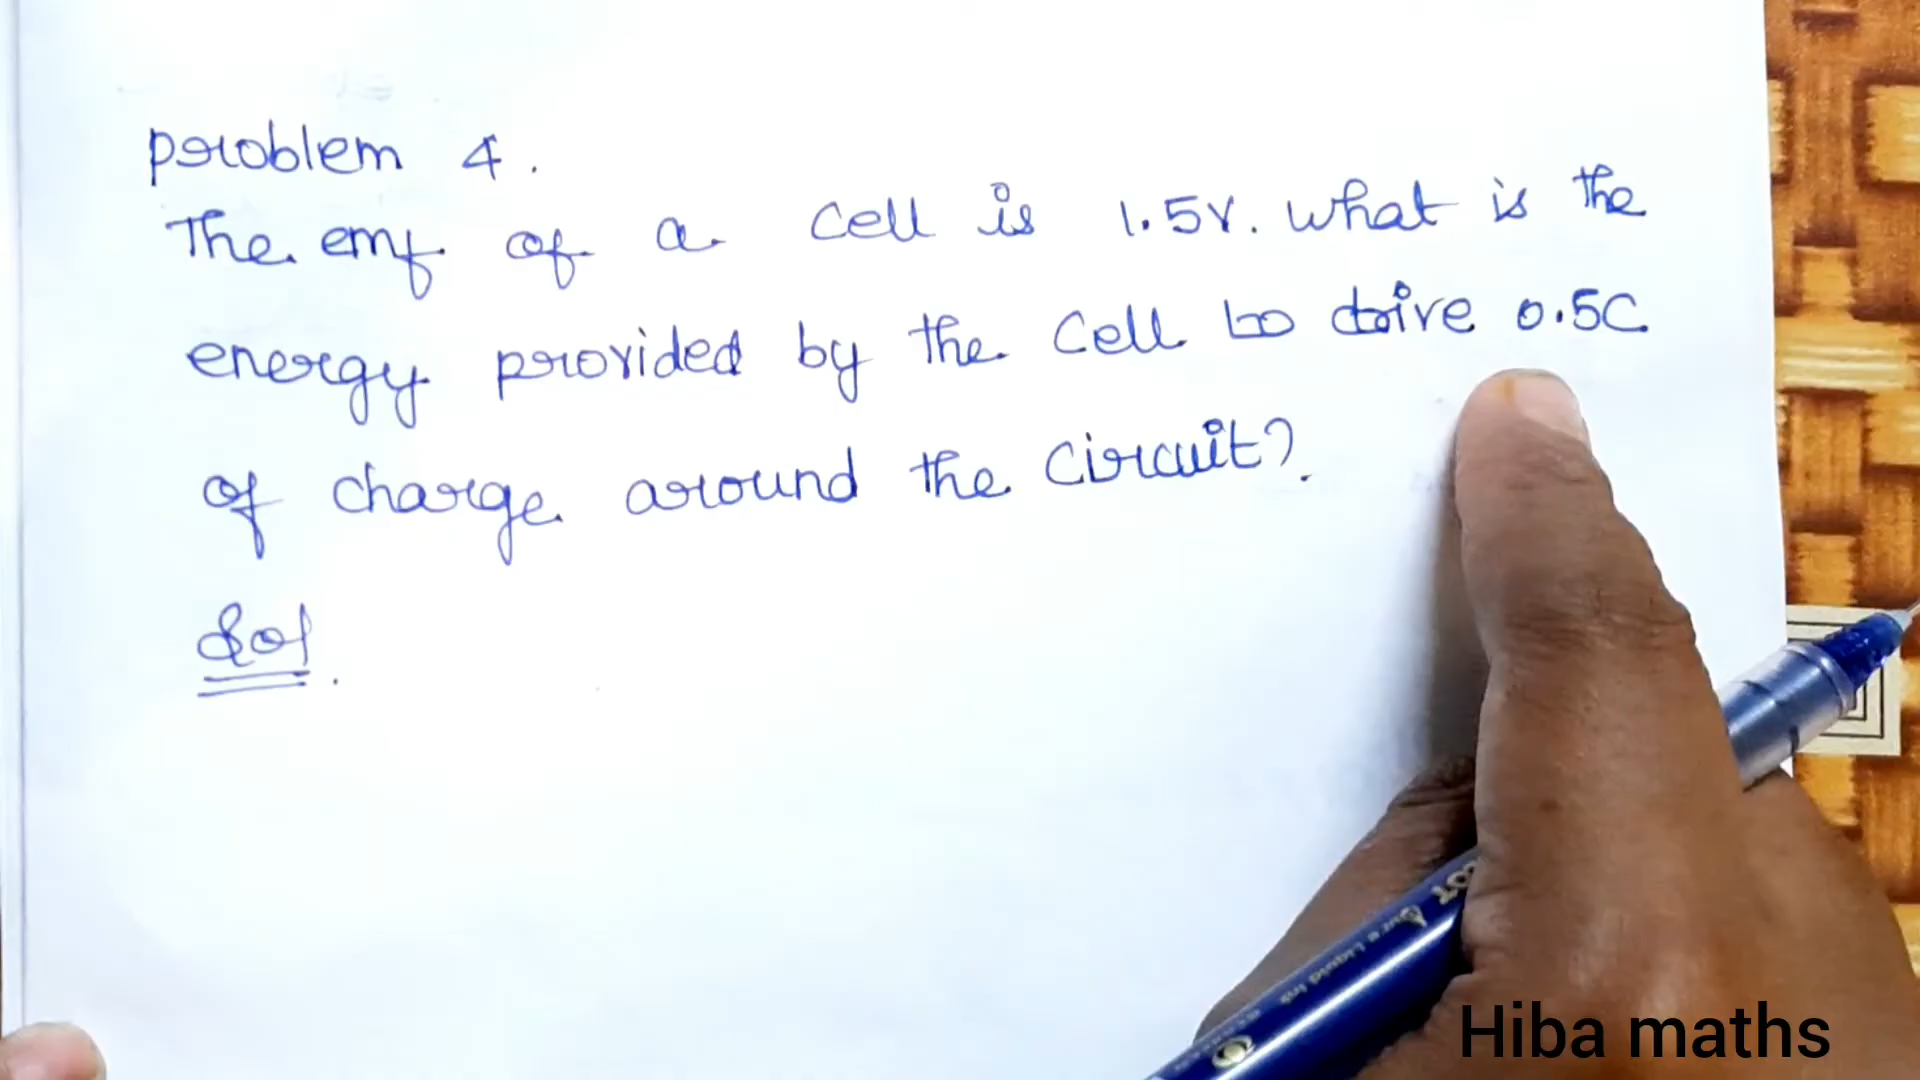 problem 4.
The emf of a cell is 1.5V. what is the
energy provided by the cell to drive 0.5C
of charge around the circuit?.
Sol.
Hiba maths